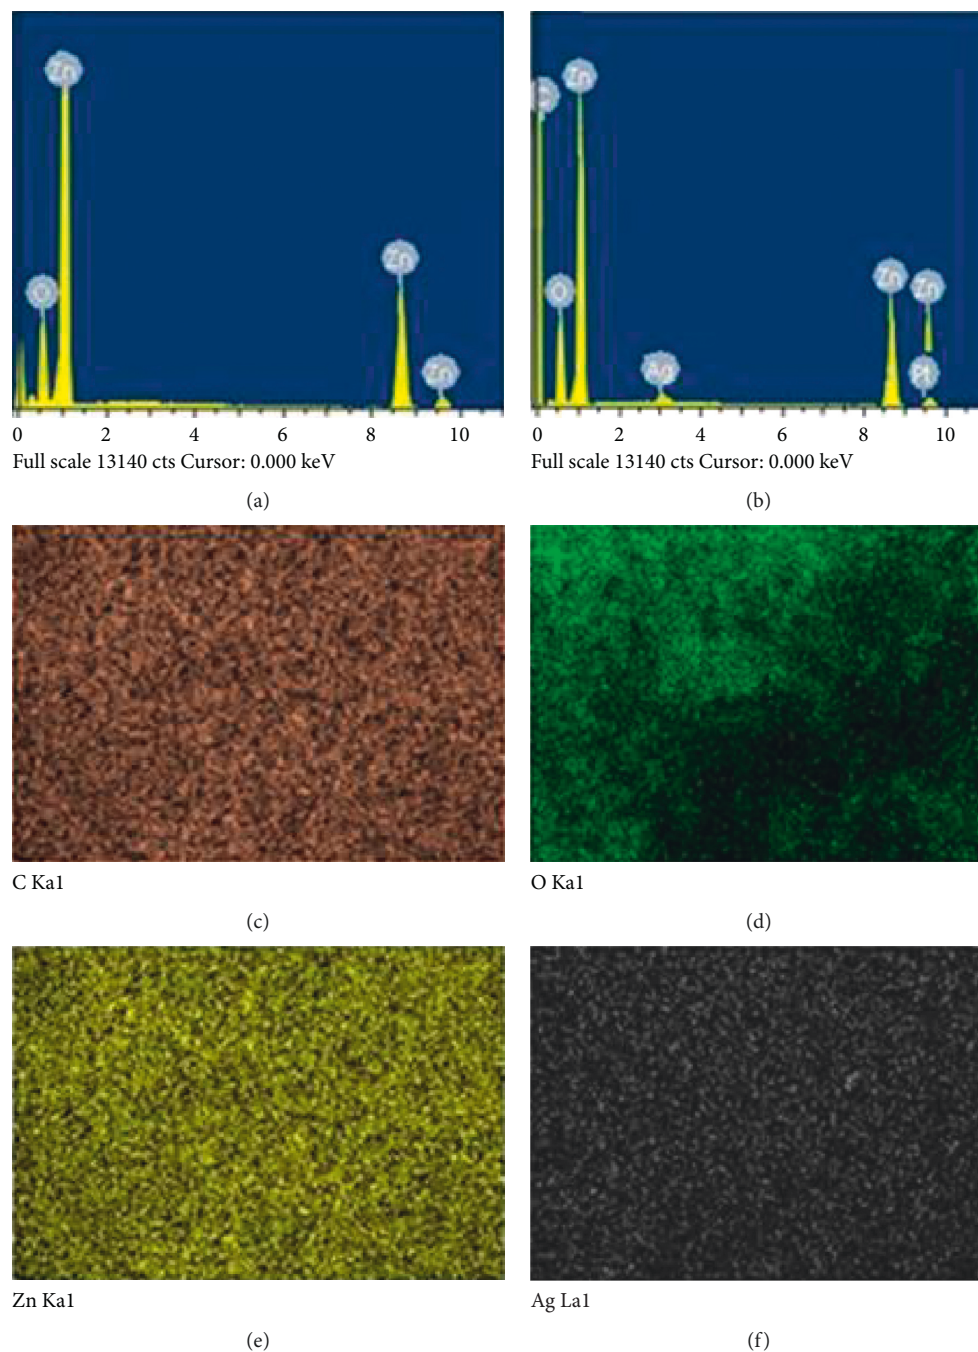 Zn
O
Zn
Zn
0 2 4 6 8 10
Full scale 13140 cts Cursor: 0.000 keV
(a)
Zn
O
Ag
Zn
Zn
0 2 4 6 8 10
Full scale 13140 cts Cursor: 0.000 keV
(b)
C Ka1
(c)
O Ka1
(d)
Zn Ka1
(e)
Ag La1
(f)